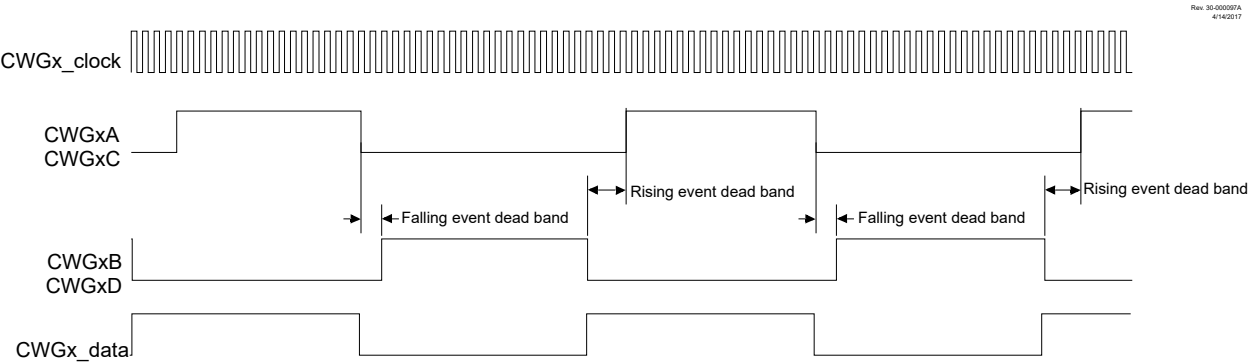 Rev. 30-000097A
4/14/2017
CWGx_clock
CWGxA
CWGxC
Rising event dead band
Rising event dead band
Falling event dead band
Falling event dead band
CWGxB
CWGxD
CWGx_data